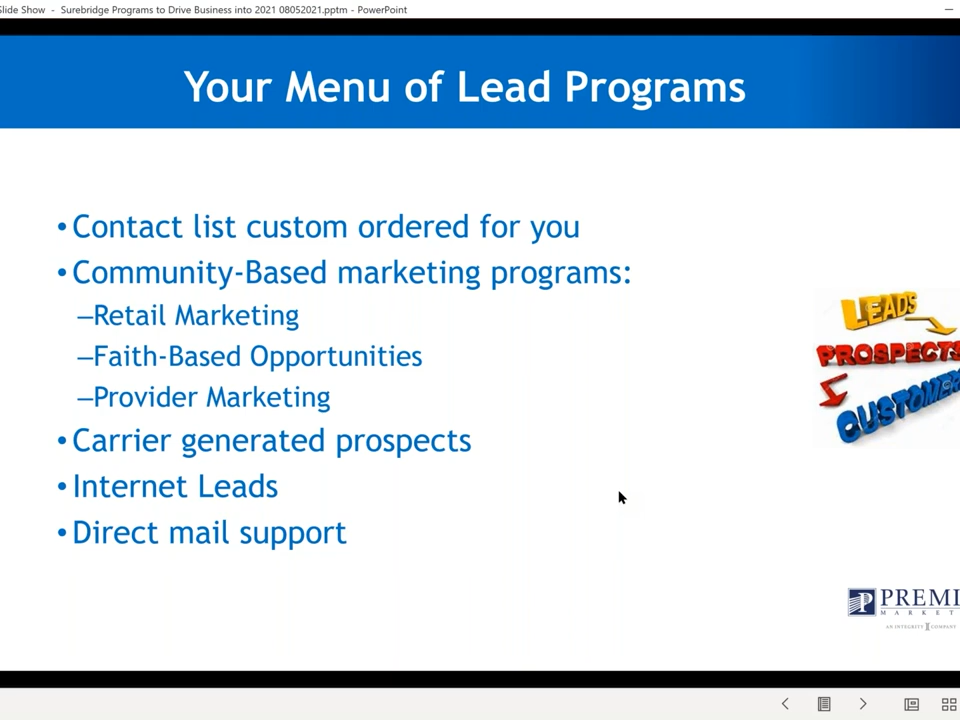 Slide Show - Surebridge Programs to Drive Business into 2021 08052021.pptm - PowerPoint
Your Menu of Lead Programs
•Contact list custom ordered for you
•Community-Based marketing programs:
–Retail Marketing
–Faith-Based Opportunities
–Provider Marketing
•Carrier generated prospects
•Internet Leads
•Direct mail support
LEADS
PROSPECTS
CUSTOMER
PREMI
MARKET
AN INTEGRITY COMPANY